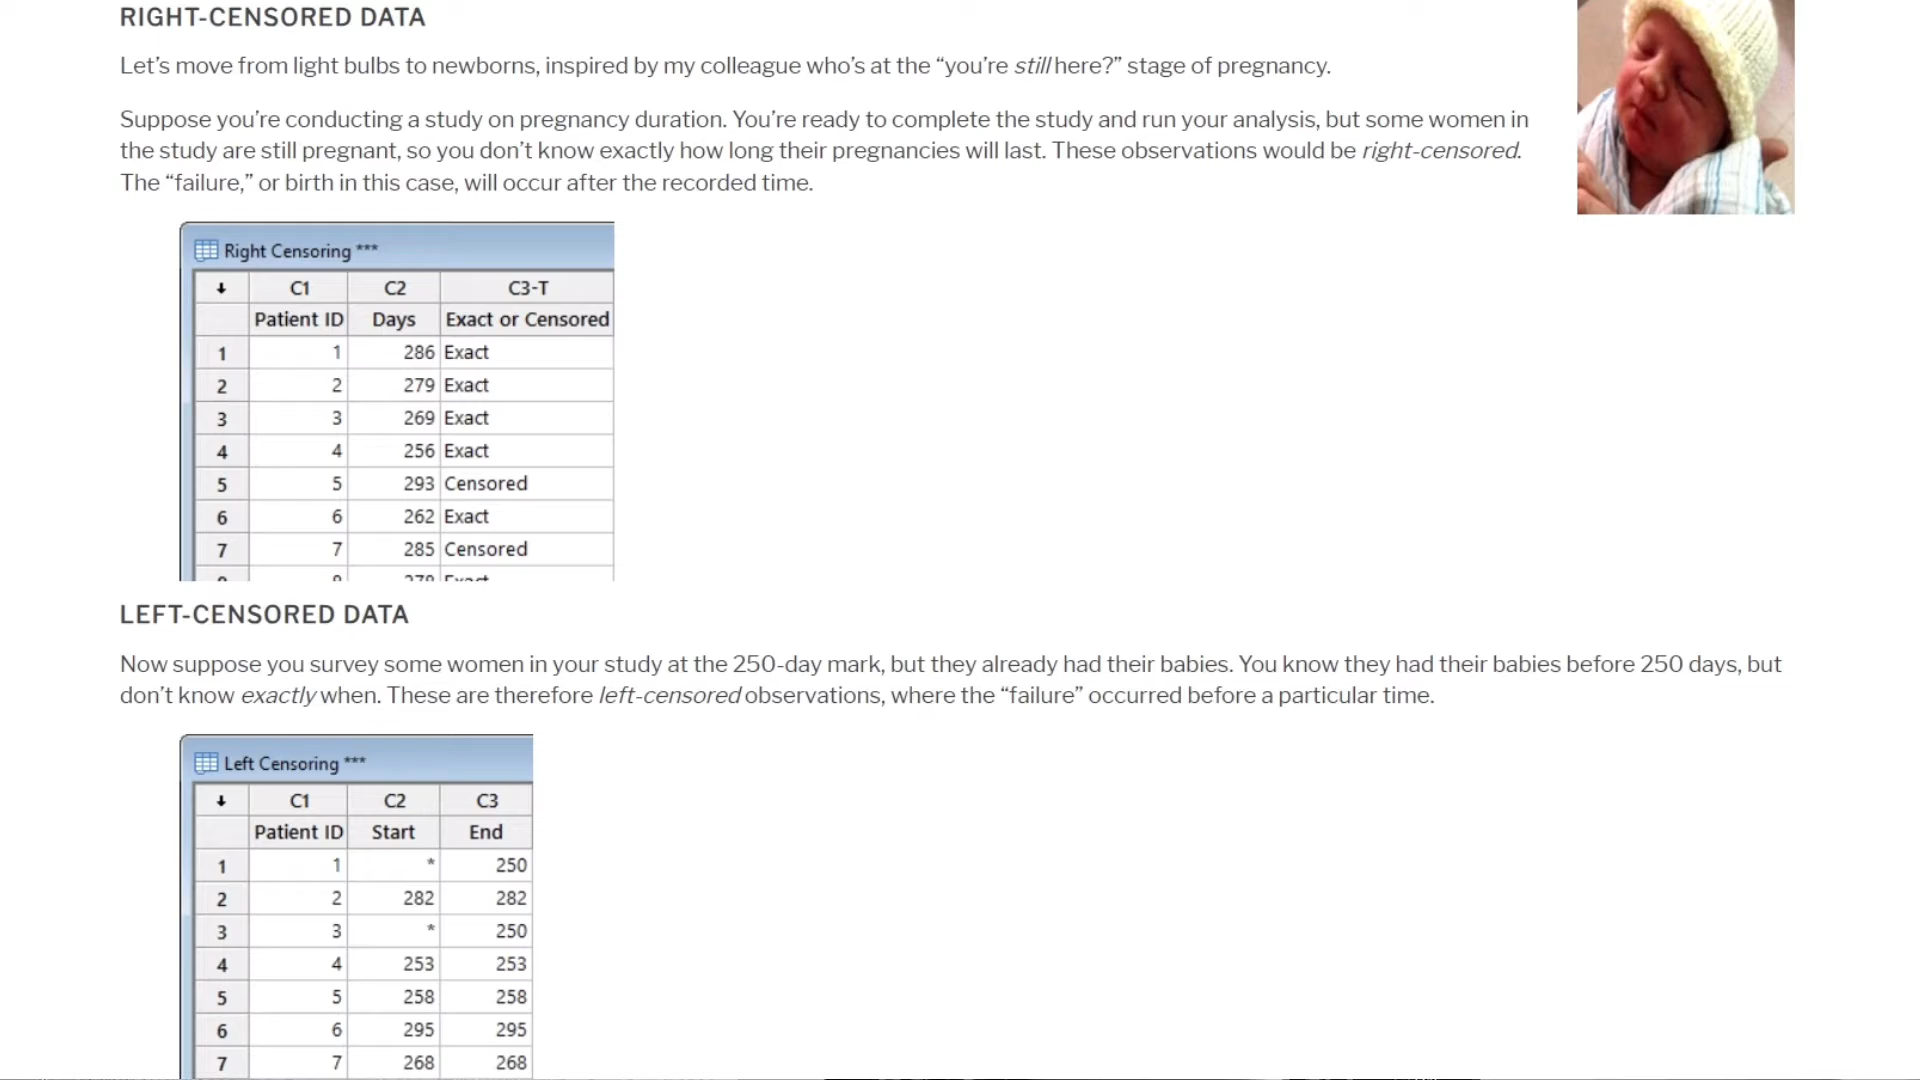 RIGHT-CENSORED DATA
Let’s move from light bulbs to newborns, inspired by my colleague who’s at the “you’re still here?” stage of pregnancy.
Suppose you’re conducting a study on pregnancy duration. You’re ready to complete the study and run your analysis, but some women in
the study are still pregnant, so you don’t know exactly how long their pregnancies will last. These observations would be right-censored.
The “failure,” or birth in this case, will occur after the recorded time.
Right Censoring ***
C1 C2 C3-T
Patient ID Days Exact or Censored
1 1 286 Exact
2 2 279 Exact
3 3 269 Exact
4 4 256 Exact
5 5 293 Censored
6 6 262 Exact
7 7 285 Censored
LEFT-CENSORED DATA
Now suppose you survey some women in your study at the 250-day mark, but they already had their babies. You know they had their babies before 250 days, but
don’t know exactly when. These are therefore left-censored observations, where the “failure” occurred before a particular time.
Left Censoring ***
C1 C2 C3
Patient ID Start End
1 1 * 250
2 2 282 282
3 3 * 250
4 4 253 253
5 5 258 258
6 6 295 295
7 7 268 268